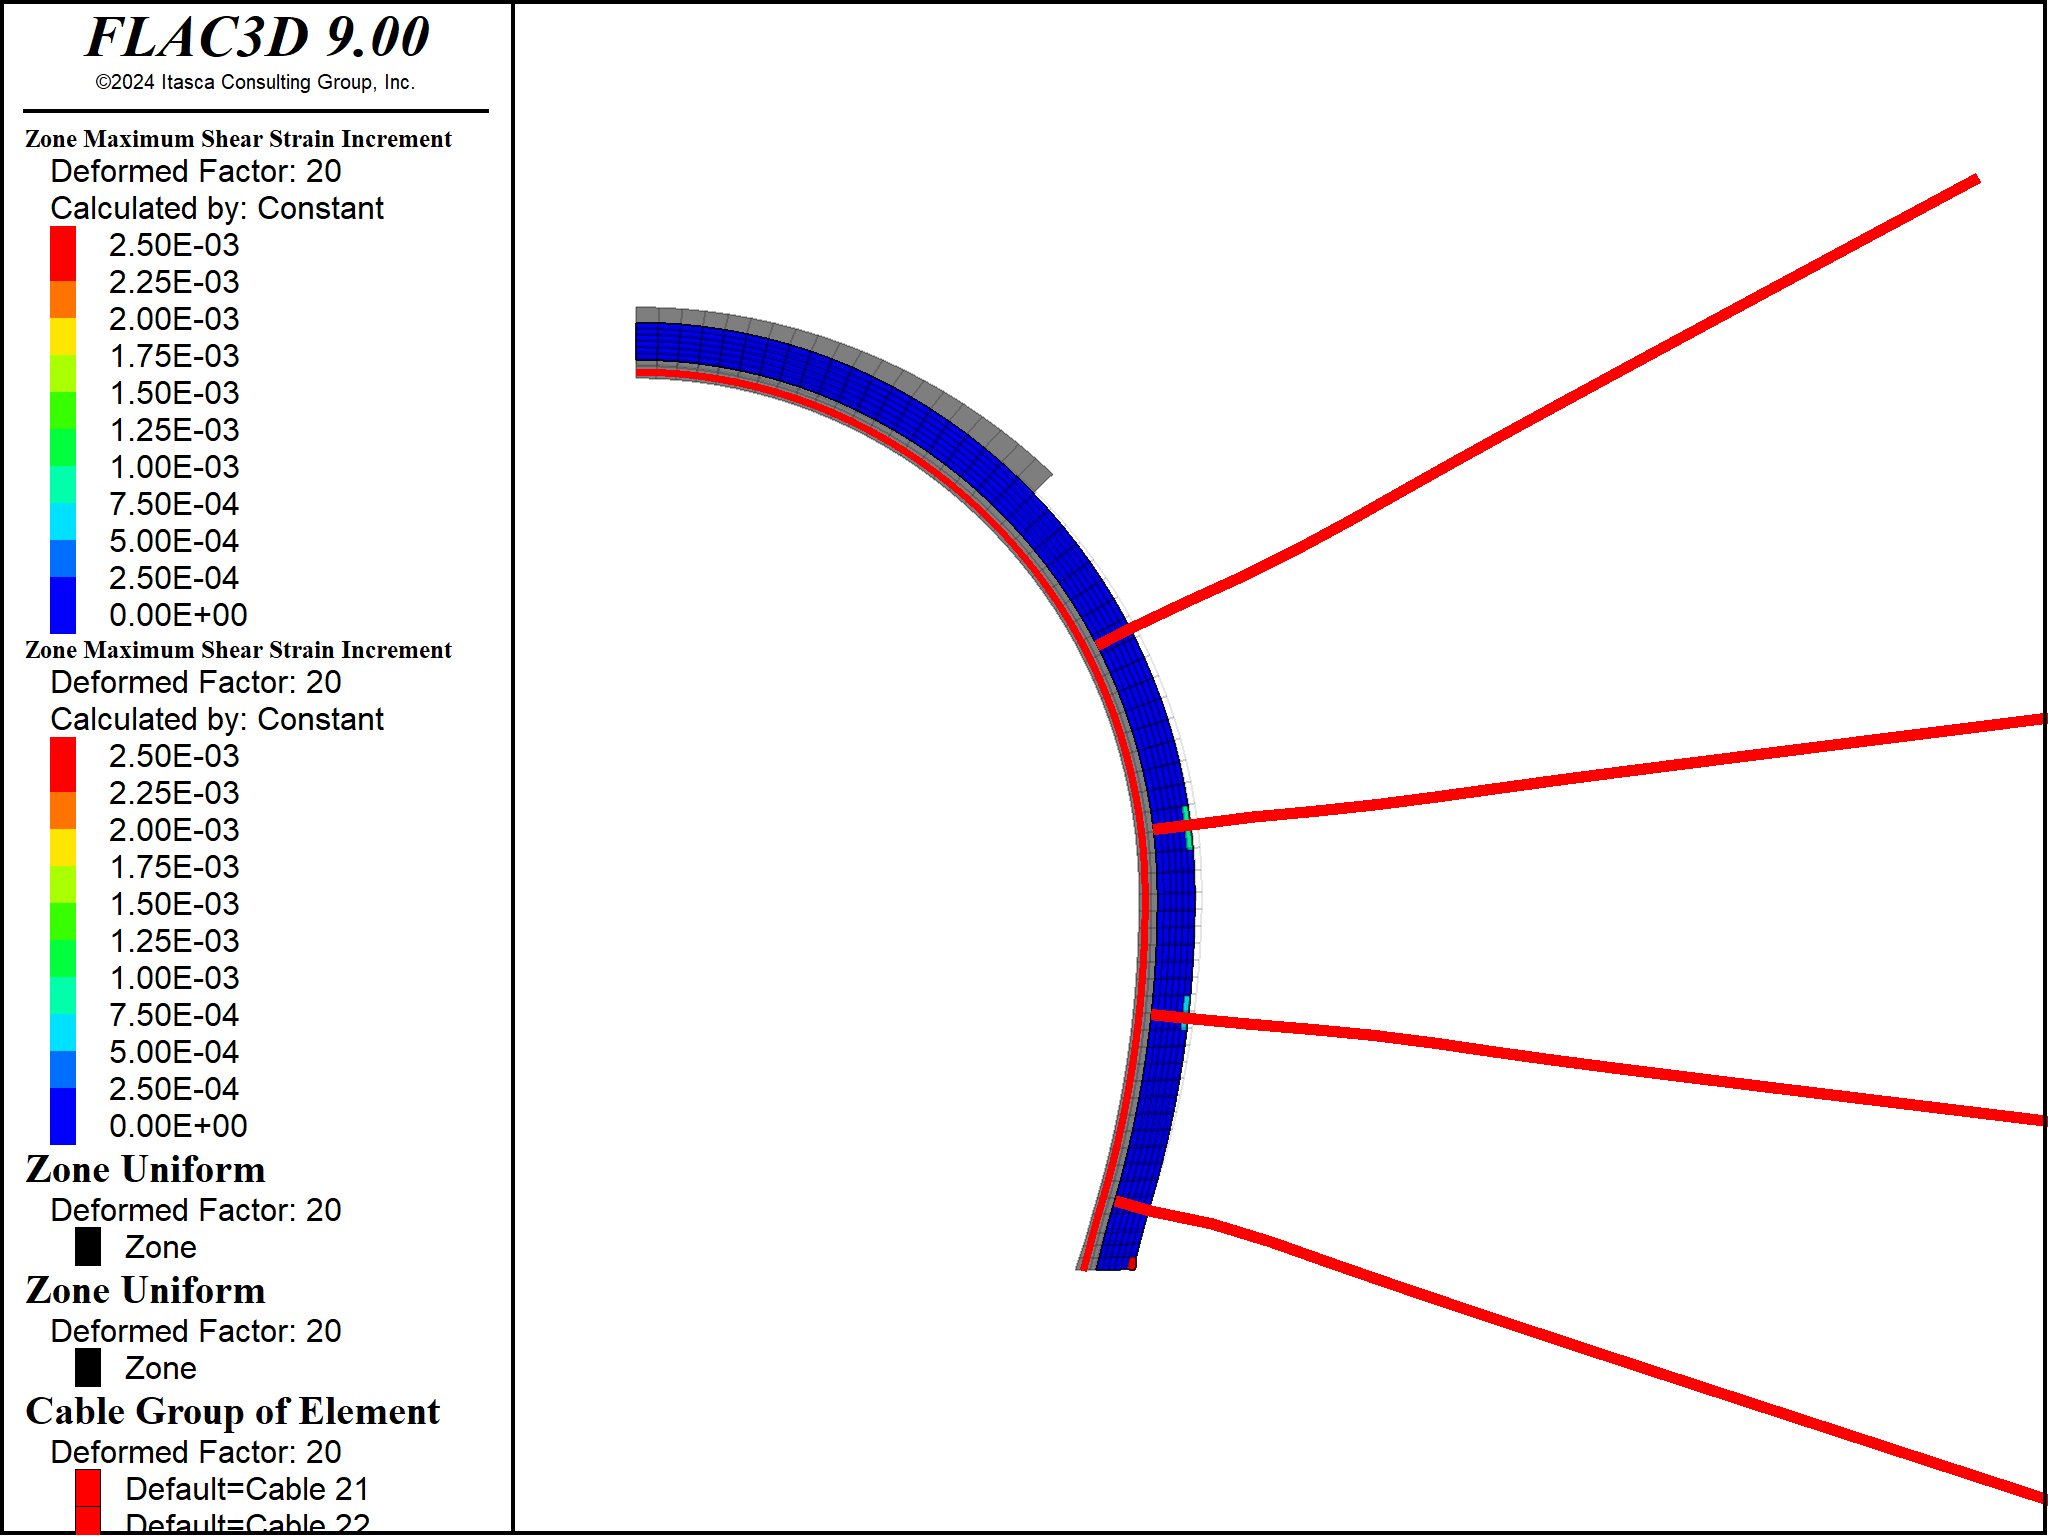 FLAC3D 9.00
©2024 Itasca Consulting Group, Inc.
Zone Maximum Shear Strain Increment
Deformed Factor: 20
Calculated by: Constant
2.50E-03
2.25E-03
2.00E-03
1.75E-03
1.50E-03
1.25E-03
1.00E-03
7.50E-04
5.00E-04
2.50E-04
0.00E+00
Zone Maximum Shear Strain Increment
Deformed Factor: 20
Calculated by: Constant
2.50E-03
2.25E-03
2.00E-03
1.75E-03
1.50E-03
1.25E-03
1.00E-03
7.50E-04
5.00E-04
2.50E-04
0.00E+00
Zone Uniform
Deformed Factor: 20
Zone
Zone Uniform
Deformed Factor: 20
Zone
Cable Group of Element
Deformed Factor: 20
Default=Cable 21
Default=Cable 22